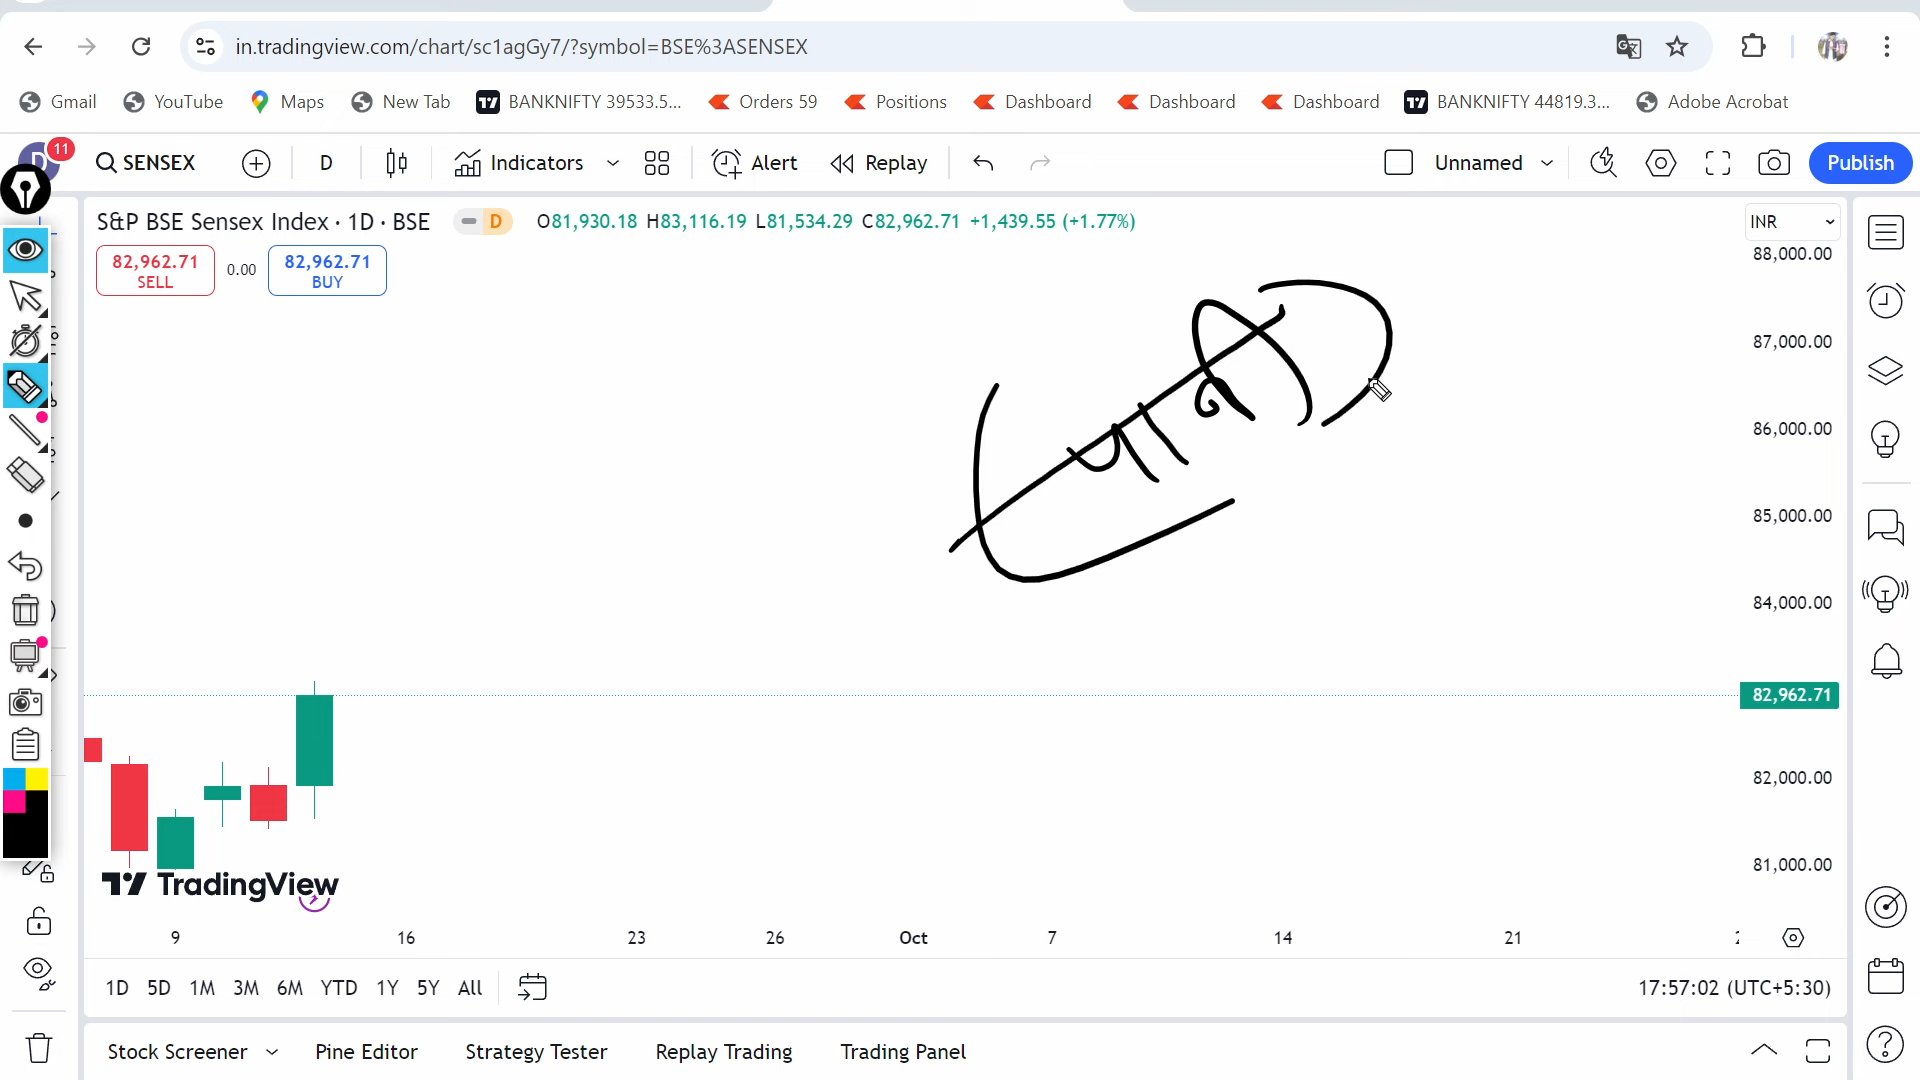 in.tradingview.com/chart/sc1agGy7/?symbol=BSE%3ASENSEX
Gmail YouTube Maps New Tab BANKNIFTY 39533.5... Orders 59 Positions Dashboard Dashboard Dashboard BANKNIFTY 44819.3... Adobe Acrobat
D 11 SENSEX D Indicators Alert Replay Unnamed Publish
S&P BSE Sensex Index · 1D · BSE D O81,930.18 H83,116.19 L81,534.29 C82,962.71 +1,439.55 (+1.77%) INR
82,962.71 SELL 0.00 82,962.71 BUY
88,000.00
87,000.00
86,000.00
85,000.00
84,000.00
82,962.71
82,000.00
81,000.00
TradingView
9 16 23 26 Oct 7 14 21
1D 5D 1M 3M 6M YTD 1Y 5Y All 17:57:02 (UTC+5:30)
Stock Screener Pine Editor Strategy Tester Replay Trading Trading Panel